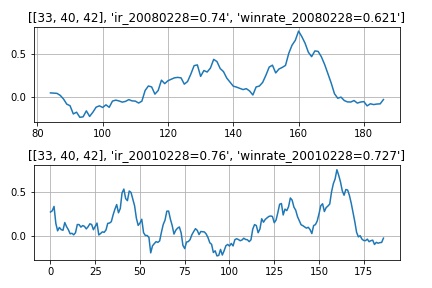 [[33, 40, 42], 'ir_20080228=0.74', 'winrate_20080228=0.621']
0.5
0.0
80 100 120 140 160 180
[[33, 40, 42], 'ir_20010228=0.76', 'winrate_20010228=0.727']
0.5
0.0
0 25 50 75 100 125 150 175